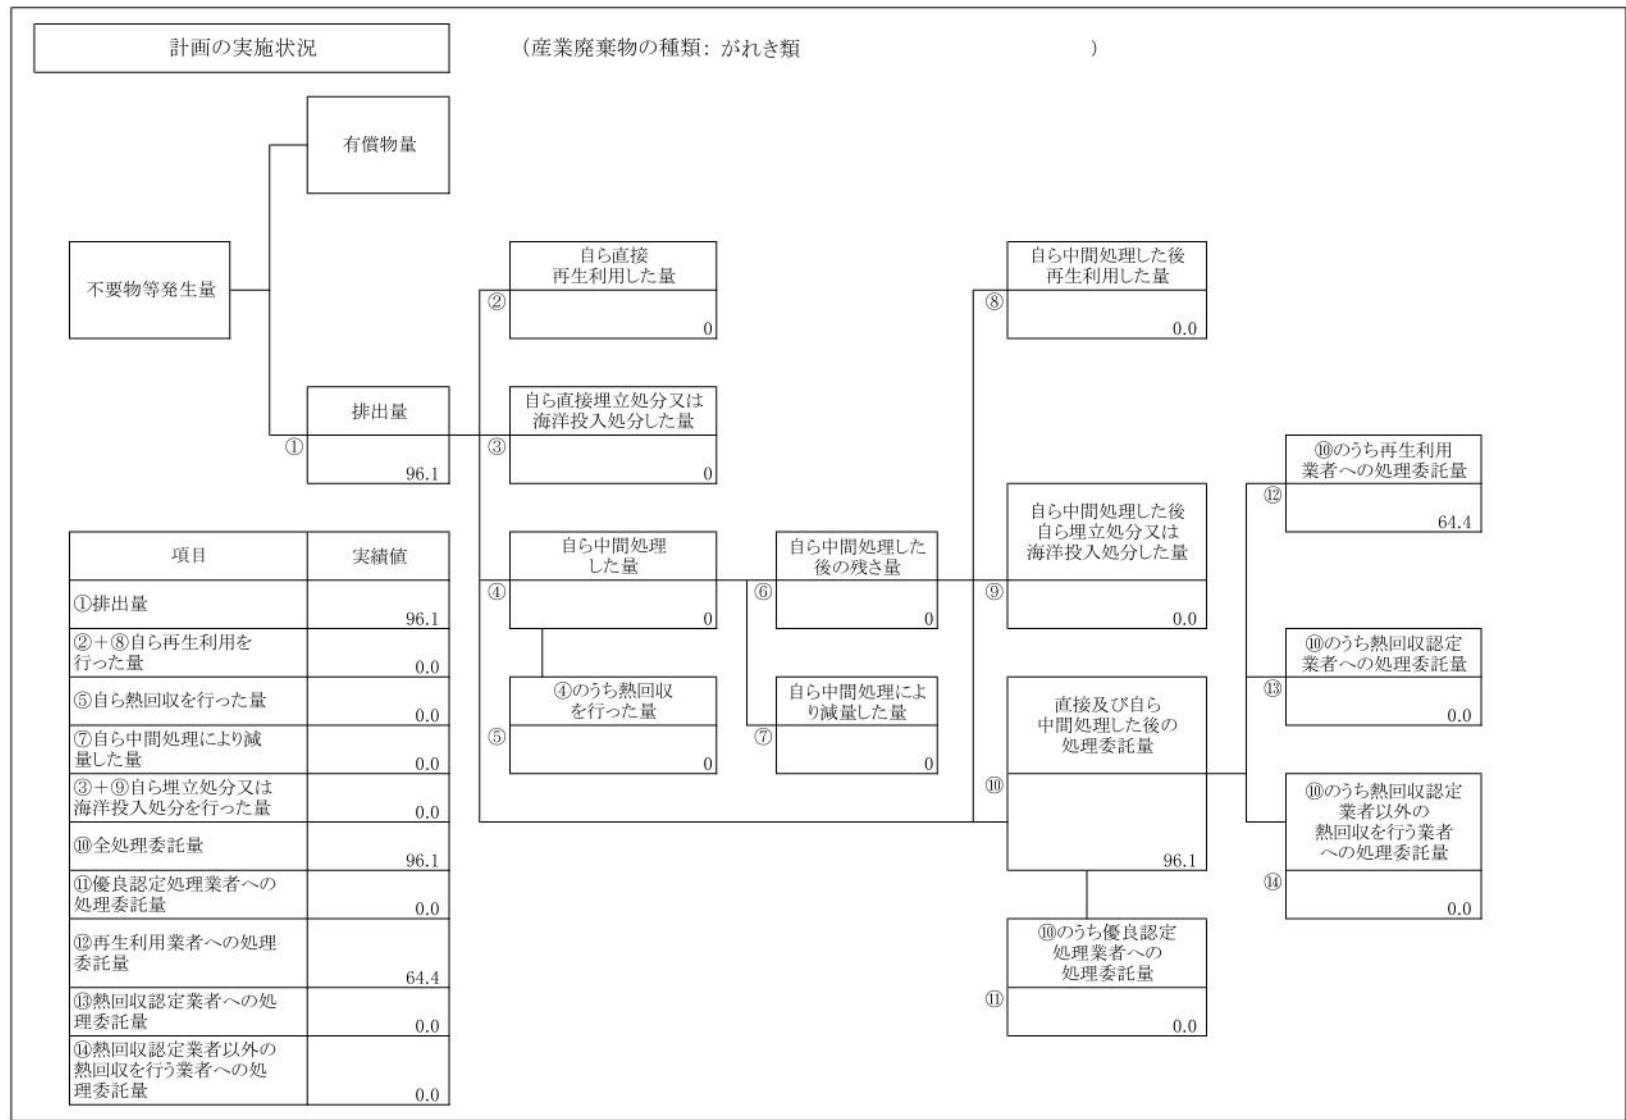 計画の実施状況
(産業廃棄物の種類: がれき類 )
有償物量
不要物等発生量
排出量
①
96.1
自ら直接
再生利用した量
②
0
自ら直接埋立処分又は
海洋投入処分した量
③
0
自ら中間処理
した量
④
0
④のうち熱回収
を行った量
⑤
0
自ら中間処理した
後の残さ量
⑥
0
自ら中間処理によ
り減量した量
⑦
0
自ら中間処理した後
再生利用した量
⑧
0.0
自ら中間処理した後
自ら埋立処分又は
海洋投入処分した量
⑨
0.0
直接及び自ら
中間処理した後の
処理委託量
⑩
96.1
⑩のうち優良認定
処理業者への
処理委託量
⑪
0.0
⑩のうち再生利用
業者への処理委託量
⑫
64.4
⑩のうち熱回収認定
業者への処理委託量
⑬
0.0
⑩のうち熱回収認定
業者以外の
熱回収を行う業者
への処理委託量
⑭
0.0
項目 実績値
①排出量
96.1
②+⑧自ら再生利用を
行った量
0.0
⑤自ら熱回収を行った量
0.0
⑦自ら中間処理により減
量した量
0.0
③+⑨自ら埋立処分又は
海洋投入処分を行った量
0.0
⑩全処理委託量
96.1
⑪優良認定処理業者への
処理委託量
0.0
⑫再生利用業者への処理
委託量
64.4
⑬熱回収認定業者への処
理委託量
0.0
⑭熱回収認定業者以外の
熱回収を行う業者への処
理委託量
0.0